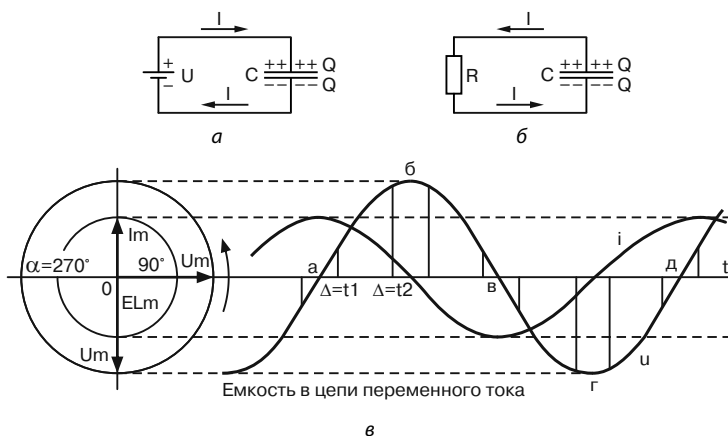 I I
+ U C ++ ++ Q R C ++ ++ Q
− −− −− Q −− −− Q
I I
а б
б
Im i
α=270° 90° Um а в д t
0 Δ=t1 Δ=t2
ELm
Um u
г
Емкость в цепи переменного тока
в